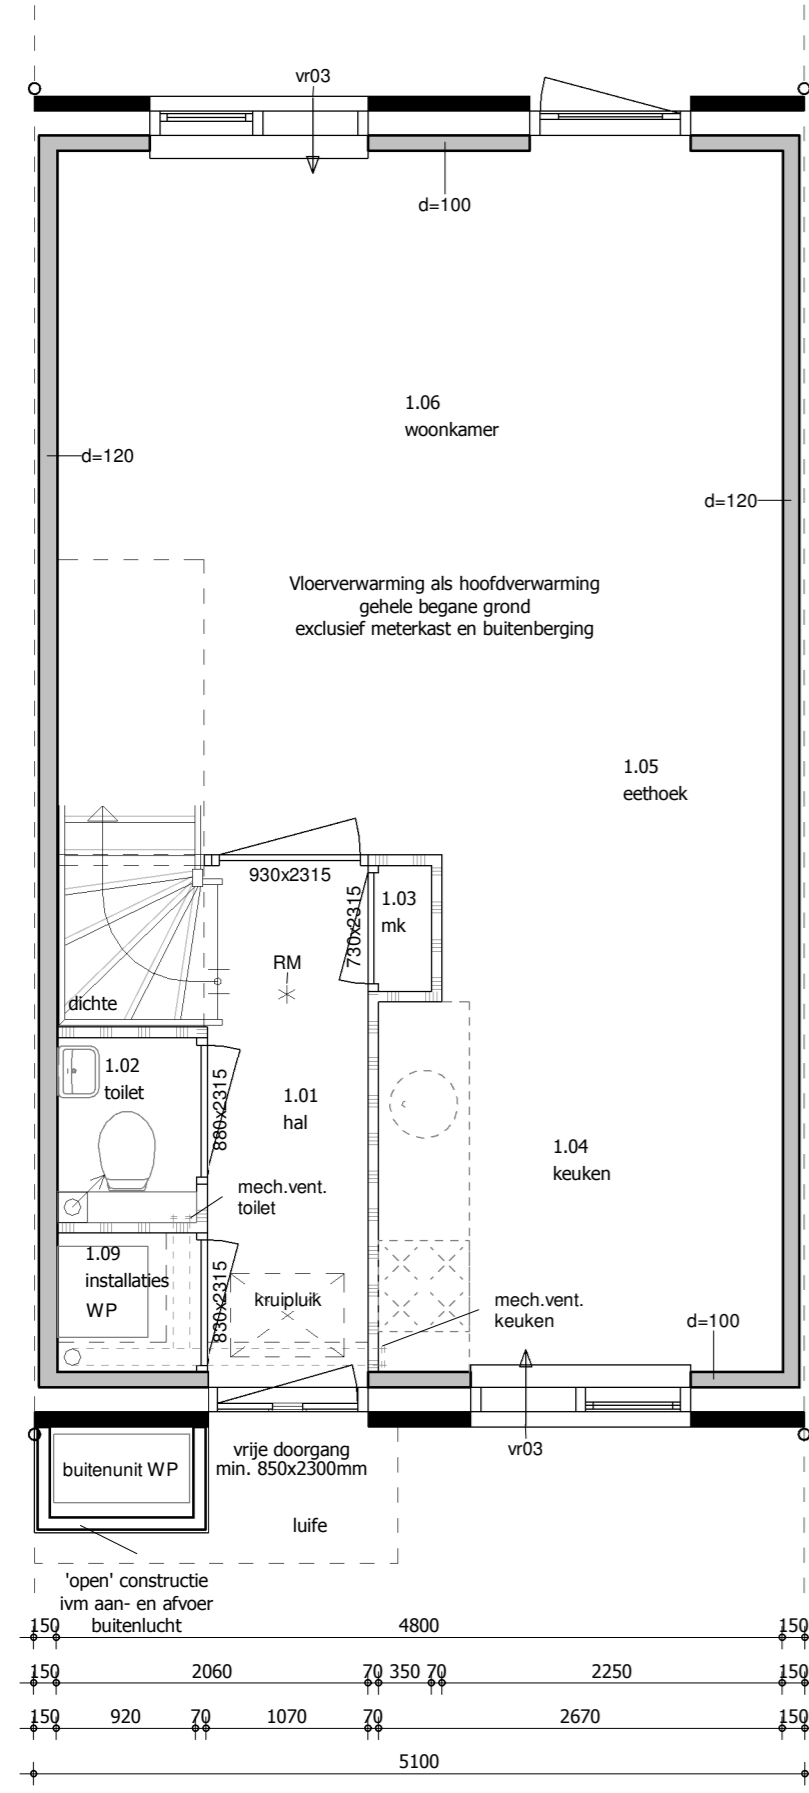 vr03
d=100
1.06
woonkamer
d=120
d=120
Vloerverwarming als hoofdverwarming
gehele begane grond
exclusief meterkast en buitenberging
1.05
eethoek
930x2315
730x2315
1.03
mk
RM
dichte
1.02
toilet
880x2315
1.01
hal
1.04
keuken
mech.vent.
toilet
1.09
installaties
WP
830x2315
kruipluik
mech.vent.
keuken
d=100
vr03
buitenunit WP
vrije doorgang
min. 850x2300mm
luife
'open' constructie
ivm aan- en afvoer
buitenlucht
150 4800 150
150 2060 70 350 70 2250 150
150 920 70 1070 70 2670 150
5100